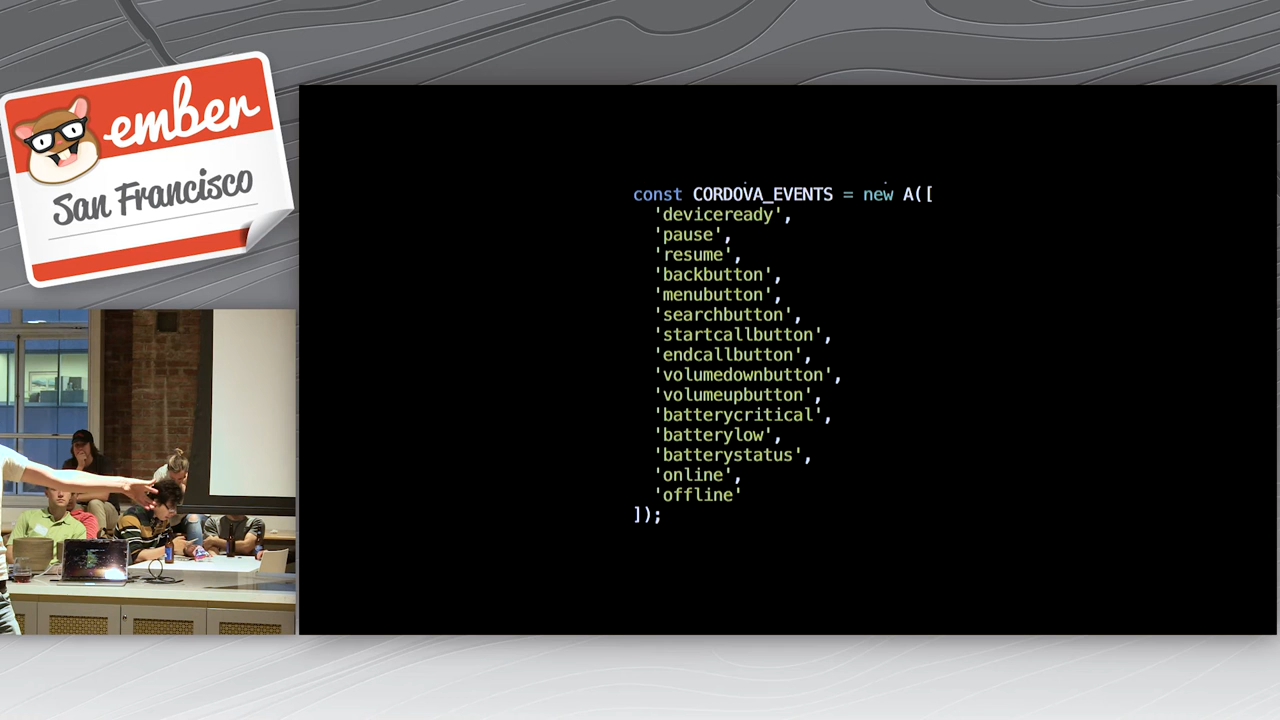 ember
San Francisco
const CORDOVA_EVENTS = new A([
  'deviceready',
  'pause',
  'resume',
  'backbutton',
  'menubutton',
  'searchbutton',
  'startcallbutton',
  'endcallbutton',
  'volumedownbutton',
  'volumeupbutton',
  'batterycritical',
  'batterylow',
  'batterystatus',
  'online',
  'offline'
]);